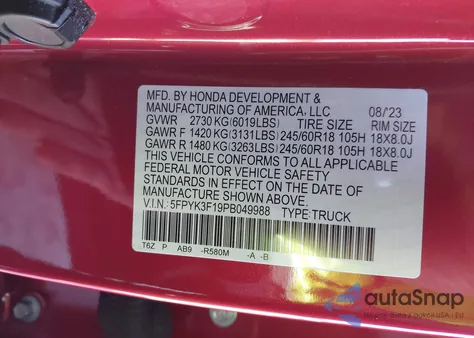 MFD. BY HONDA DEVELOPMENT &
MANUFACTURING OF AMERICA, LLC 08/23
GVWR 2730 KG (6019LBS) TIRE SIZE RIM SIZE
GAWR F 1420 KG (3131LBS) 245/60R18 105H 18X8.0J
GAWR R 1480 KG (3263LBS) 245/60R18 105H 18X8.0J
THIS VEHICLE CONFORMS TO ALL APPLICABLE
FEDERAL MOTOR VEHICLE SAFETY
STANDARDS IN EFFECT ON THE DATE OF
MANUFACTURE SHOWN ABOVE.
V.I.N.: 5FPYK3F19PB049988 TYPE:TRUCK
T6Z P AB9 -R580M -A -B
autoSnap